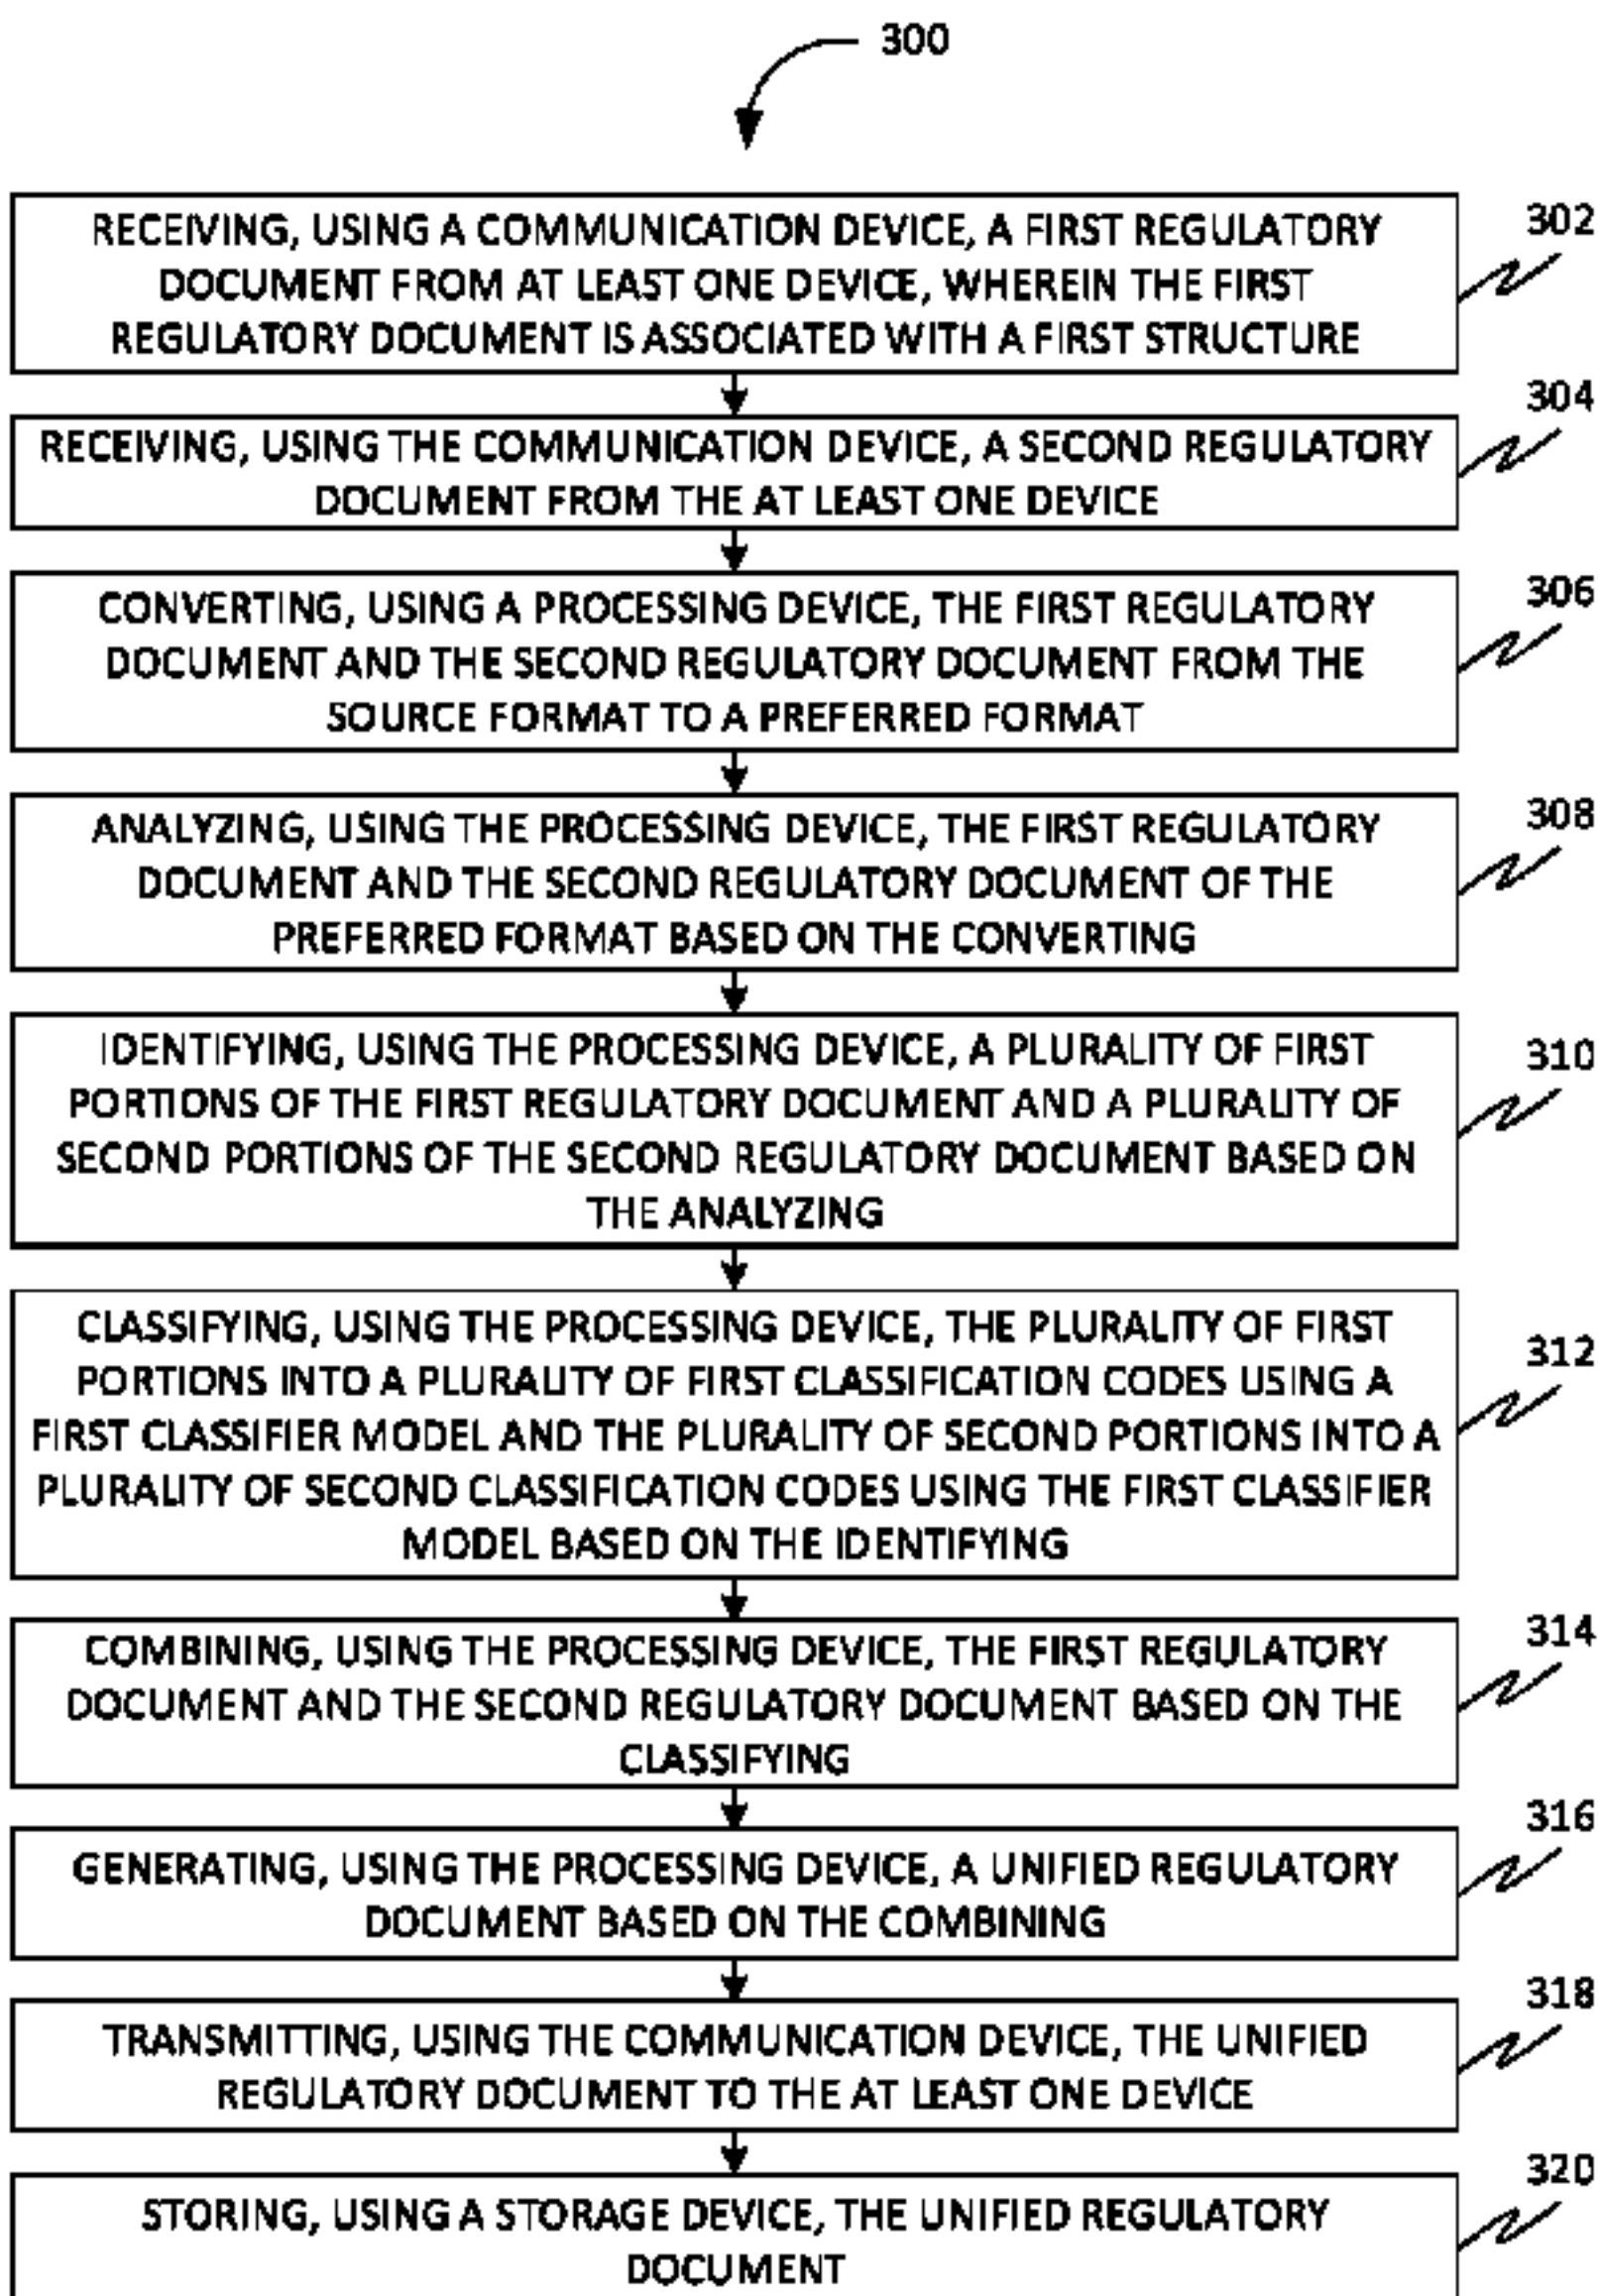 300
RECEIVING, USING A COMMUNICATION DEVICE, A FIRST REGULATORY
DOCUMENT FROM AT LEAST ONE DEVICE, WHEREIN THE FIRST
REGULATORY DOCUMENT IS ASSOCIATED WITH A FIRST STRUCTURE
302
RECEIVING, USING THE COMMUNICATION DEVICE, A SECOND REGULATORY
DOCUMENT FROM THE AT LEAST ONE DEVICE
304
CONVERTING, USING A PROCESSING DEVICE, THE FIRST REGULATORY
DOCUMENT AND THE SECOND REGULATORY DOCUMENT FROM THE
SOURCE FORMAT TO A PREFERRED FORMAT
306
ANALYZING, USING THE PROCESSING DEVICE, THE FIRST REGULATORY
DOCUMENT AND THE SECOND REGULATORY DOCUMENT OF THE
PREFERRED FORMAT BASED ON THE CONVERTING
308
IDENTIFYING, USING THE PROCESSING DEVICE, A PLURALITY OF FIRST
PORTIONS OF THE FIRST REGULATORY DOCUMENT AND A PLURALITY OF
SECOND PORTIONS OF THE SECOND REGULATORY DOCUMENT BASED ON
THE ANALYZING
310
CLASSIFYING, USING THE PROCESSING DEVICE, THE PLURALITY OF FIRST
PORTIONS INTO A PLURALITY OF FIRST CLASSIFICATION CODES USING A
FIRST CLASSIFIER MODEL AND THE PLURALITY OF SECOND PORTIONS INTO A
PLURALITY OF SECOND CLASSIFICATION CODES USING THE FIRST CLASSIFIER
MODEL BASED ON THE IDENTIFYING
312
COMBINING, USING THE PROCESSING DEVICE, THE FIRST REGULATORY
DOCUMENT AND THE SECOND REGULATORY DOCUMENT BASED ON THE
CLASSIFYING
314
GENERATING, USING THE PROCESSING DEVICE, A UNIFIED REGULATORY
DOCUMENT BASED ON THE COMBINING
316
TRANSMITTING, USING THE COMMUNICATION DEVICE, THE UNIFIED
REGULATORY DOCUMENT TO THE AT LEAST ONE DEVICE
318
STORING, USING A STORAGE DEVICE, THE UNIFIED REGULATORY
DOCUMENT
320